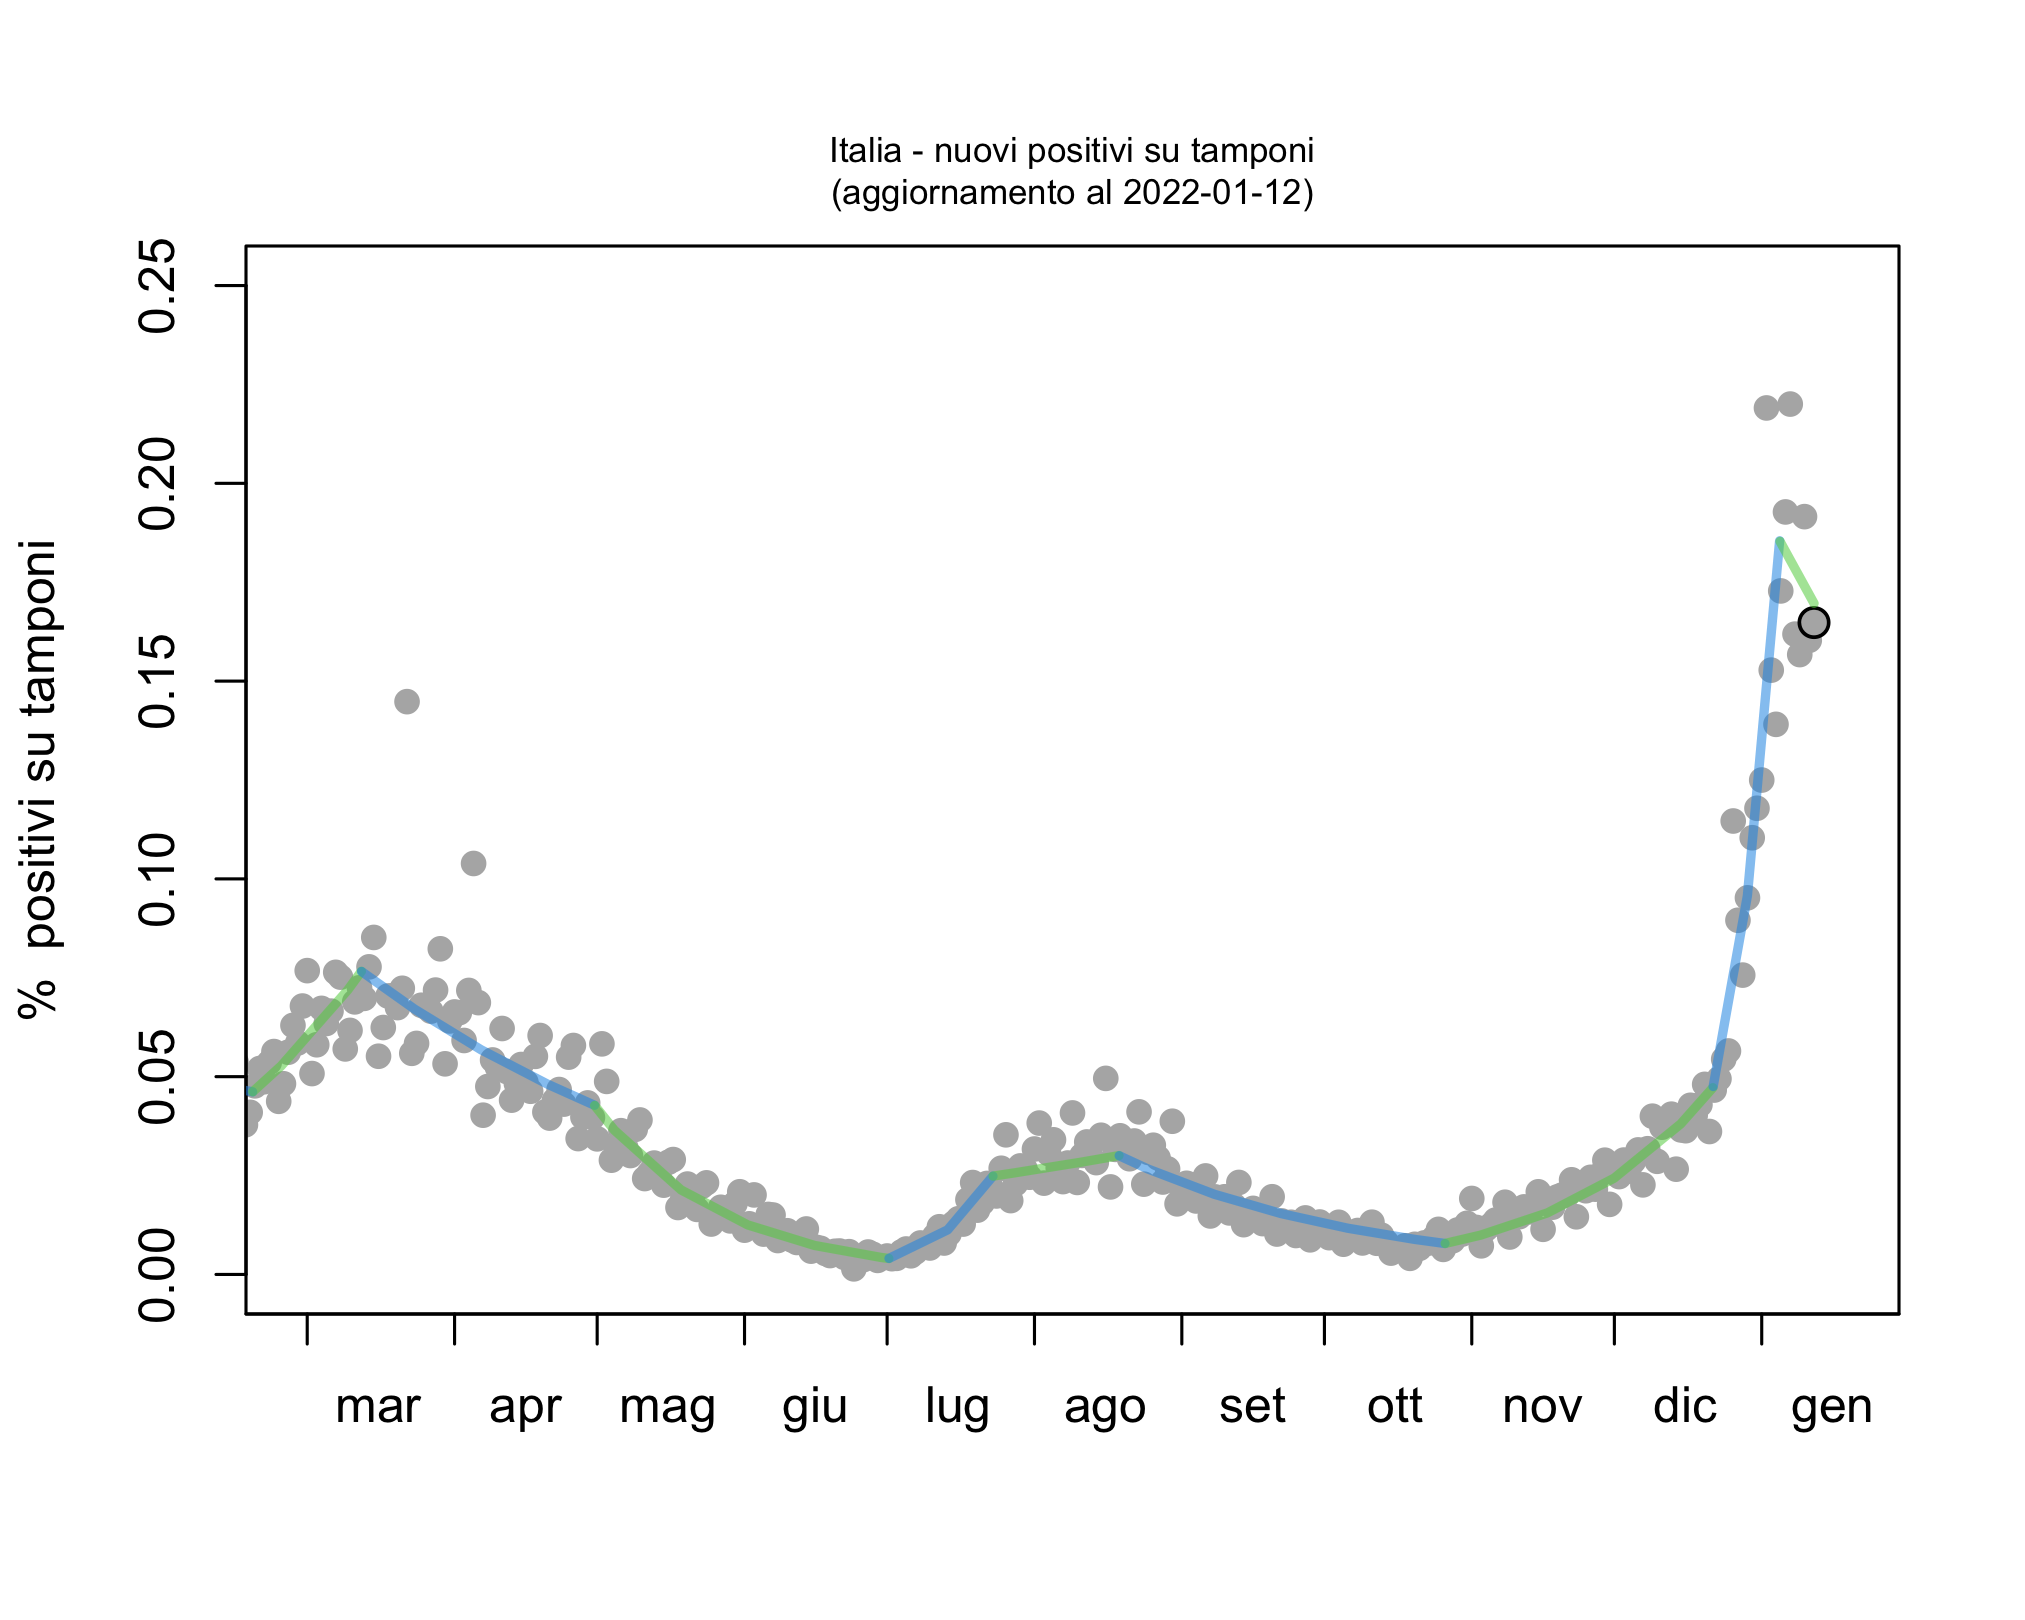 Italia - nuovi positivi su tamponi
(aggiornamento al 2022-01-12)
% positivi su tamponi
0.25
0.20
0.15
0.10
0.05
0.00
mar apr mag giu lug ago set ott nov dic gen